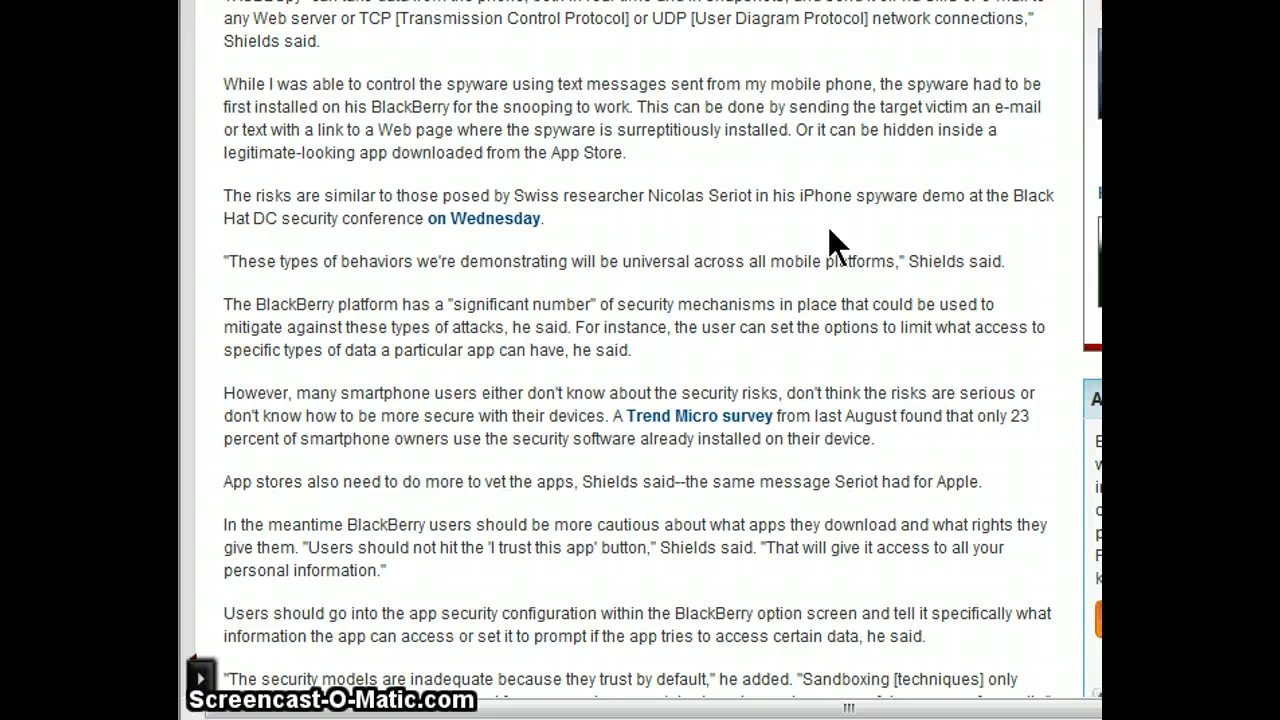 any Web server or TCP [Transmission Control Protocol] or UDP [User Diagram Protocol] network connections,"
Shields said.
While I was able to control the spyware using text messages sent from my mobile phone, the spyware had to be
first installed on his BlackBerry for the snooping to work. This can be done by sending the target victim an e-mail
or text with a link to a Web page where the spyware is surreptitiously installed. Or it can be hidden inside a
legitimate-looking app downloaded from the App Store.
The risks are similar to those posed by Swiss researcher Nicolas Seriot in his iPhone spyware demo at the Black
Hat DC security conference on Wednesday.
"These types of behaviors we're demonstrating will be universal across all mobile platforms," Shields said.
The BlackBerry platform has a "significant number" of security mechanisms in place that could be used to
mitigate against these types of attacks, he said. For instance, the user can set the options to limit what access to
specific types of data a particular app can have, he said.
However, many smartphone users either don't know about the security risks, don't think the risks are serious or
don't know how to be more secure with their devices. A Trend Micro survey from last August found that only 23
percent of smartphone owners use the security software already installed on their device.
App stores also need to do more to vet the apps, Shields said--the same message Seriot had for Apple.
In the meantime BlackBerry users should be more cautious about what apps they download and what rights they
give them. "Users should not hit the 'I trust this app' button," Shields said. "That will give it access to all your
personal information."
Users should go into the app security configuration within the BlackBerry option screen and tell it specifically what
information the app can access or set it to prompt if the app tries to access certain data, he said.
"The security models are inadequate because they trust by default," he added. "Sandboxing [techniques] only
Screencast-O-Matic.com